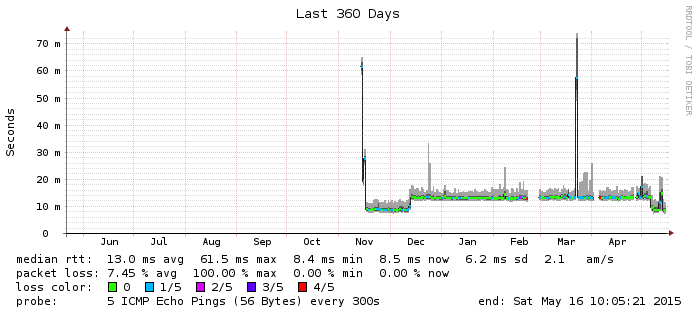 Last 360 Days
RRDTOOL / TOBI OETIKER
Seconds
70 m
60 m
50 m
40 m
30 m
20 m
10 m
0
Jun Jul Aug Sep Oct Nov Dec Jan Feb Mar Apr
median rtt: 13.0 ms avg 61.5 ms max 8.4 ms min 8.5 ms now 6.2 ms sd 2.1 am/s
packet loss: 7.45 % avg 100.00 % max 0.00 % min 0.00 % now
loss color: 0 1/5 2/5 3/5 4/5
probe: 5 ICMP Echo Pings (56 Bytes) every 300s end: Sat May 16 10:05:21 2015